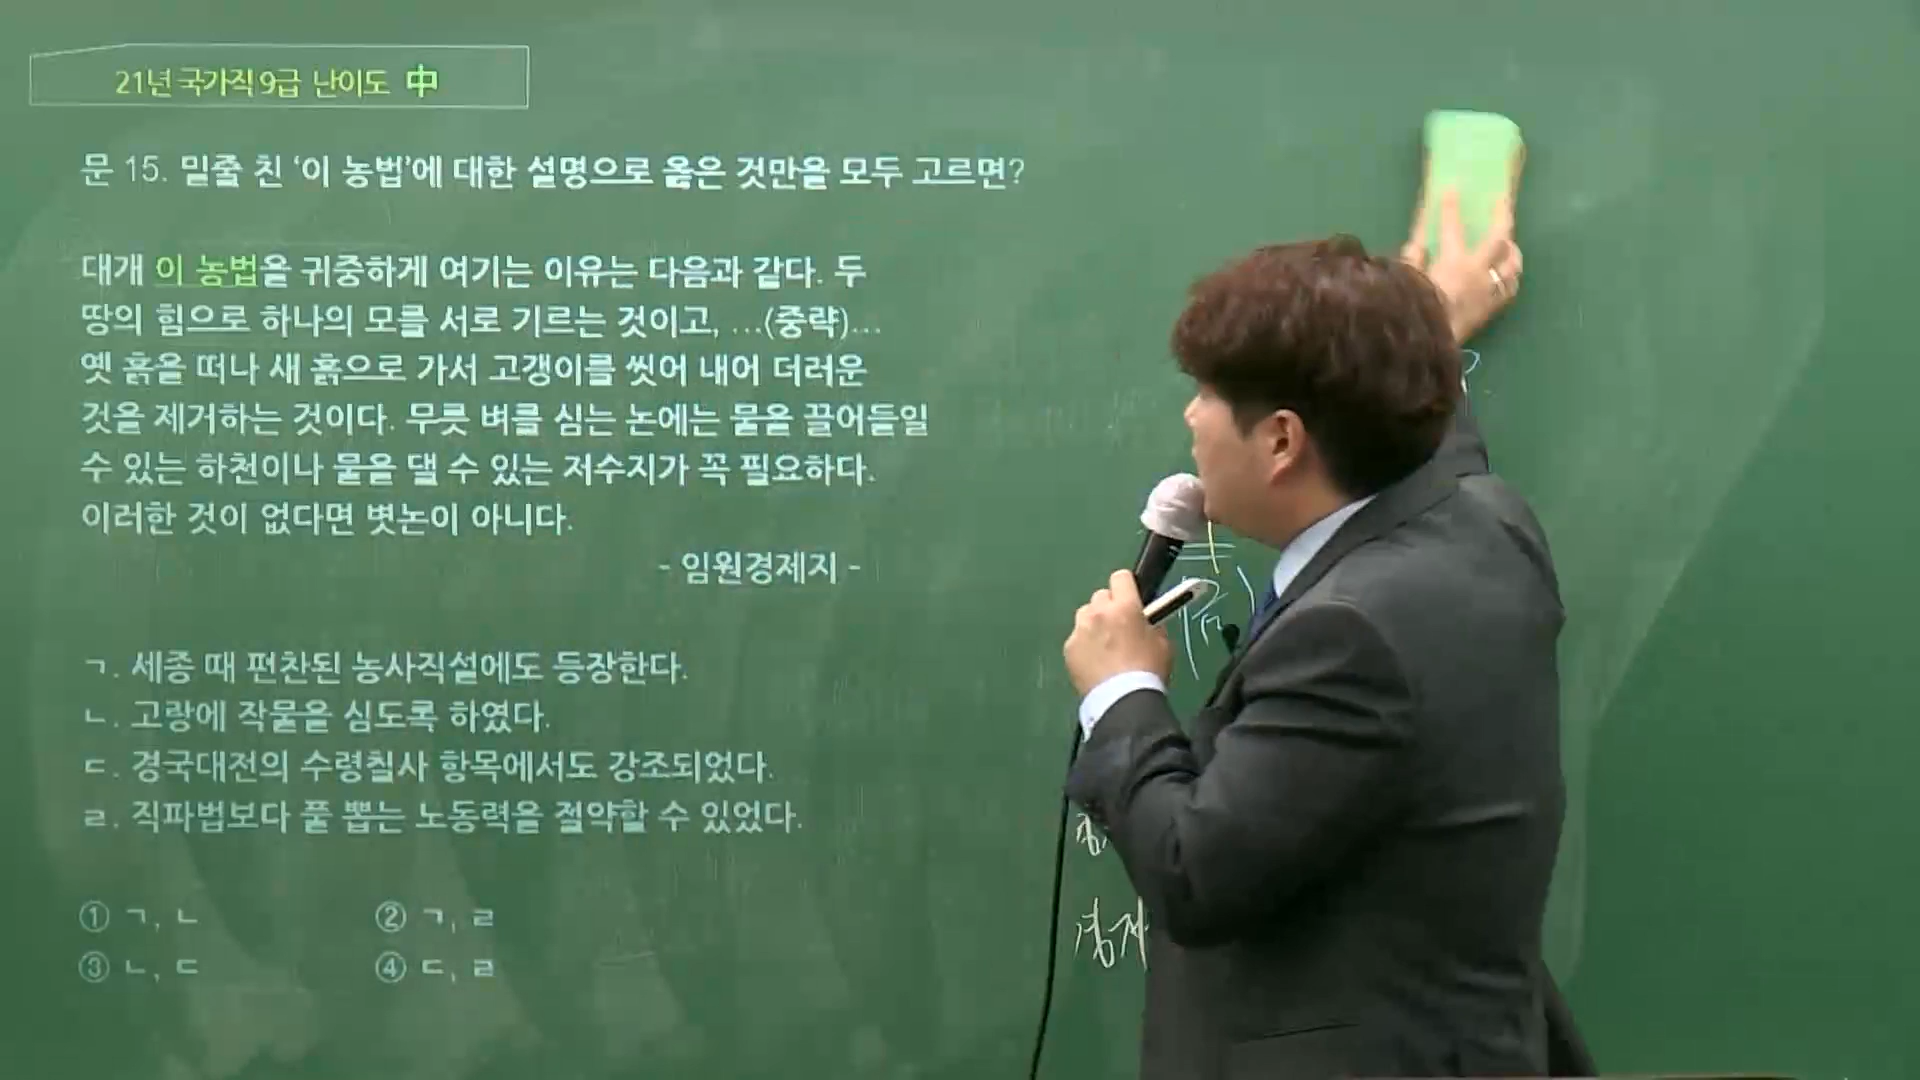 21년 국가직 9급 난이도 中
문 15. 밑줄 친 ‘이 농법’에 대한 설명으로 옳은 것만을 모두 고르면?
대개 이 농법을 귀중하게 여기는 이유는 다음과 같다. 두
땅의 힘으로 하나의 모를 서로 기르는 것이고, …(중략)…
옛 흙을 떠나 새 흙으로 가서 고갱이를 씻어 내어 더러운
것을 제거하는 것이다. 무릇 벼를 심는 논에는 물을 끌어들일
수 있는 하천이나 물을 댈 수 있는 저수지가 꼭 필요하다.
이러한 것이 없다면 볏논이 아니다.
- 임원경제지 -
ㄱ. 세종 때 편찬된 농사직설에도 등장한다.
ㄴ. 고랑에 작물을 심도록 하였다.
ㄷ. 경국대전의 수령칠사 항목에서도 강조되었다.
ㄹ. 직파법보다 풀 뽑는 노동력을 절약할 수 있었다.
① ㄱ, ㄴ ② ㄱ, ㄹ
③ ㄴ, ㄷ ④ ㄷ, ㄹ